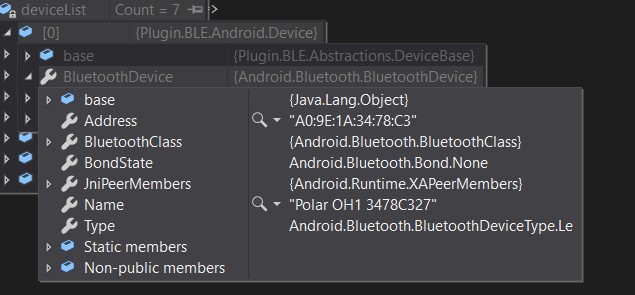 deviceList Count = 7 >
[0] {Plugin.BLE.Android.Device}
base {Plugin.BLE.Abstractions.DeviceBase}
BluetoothDevice {Android.Bluetooth.BluetoothDevice}
base {Java.Lang.Object}
Address "A0:9E:1A:34:78:C3"
BluetoothClass {Android.Bluetooth.BluetoothClass}
BondState Android.Bluetooth.Bond.None
JniPeerMembers {Android.Runtime.XAPeerMembers}
Name "Polar OH1 3478C327"
Type Android.Bluetooth.BluetoothDeviceType.Le
Static members
Non-public members